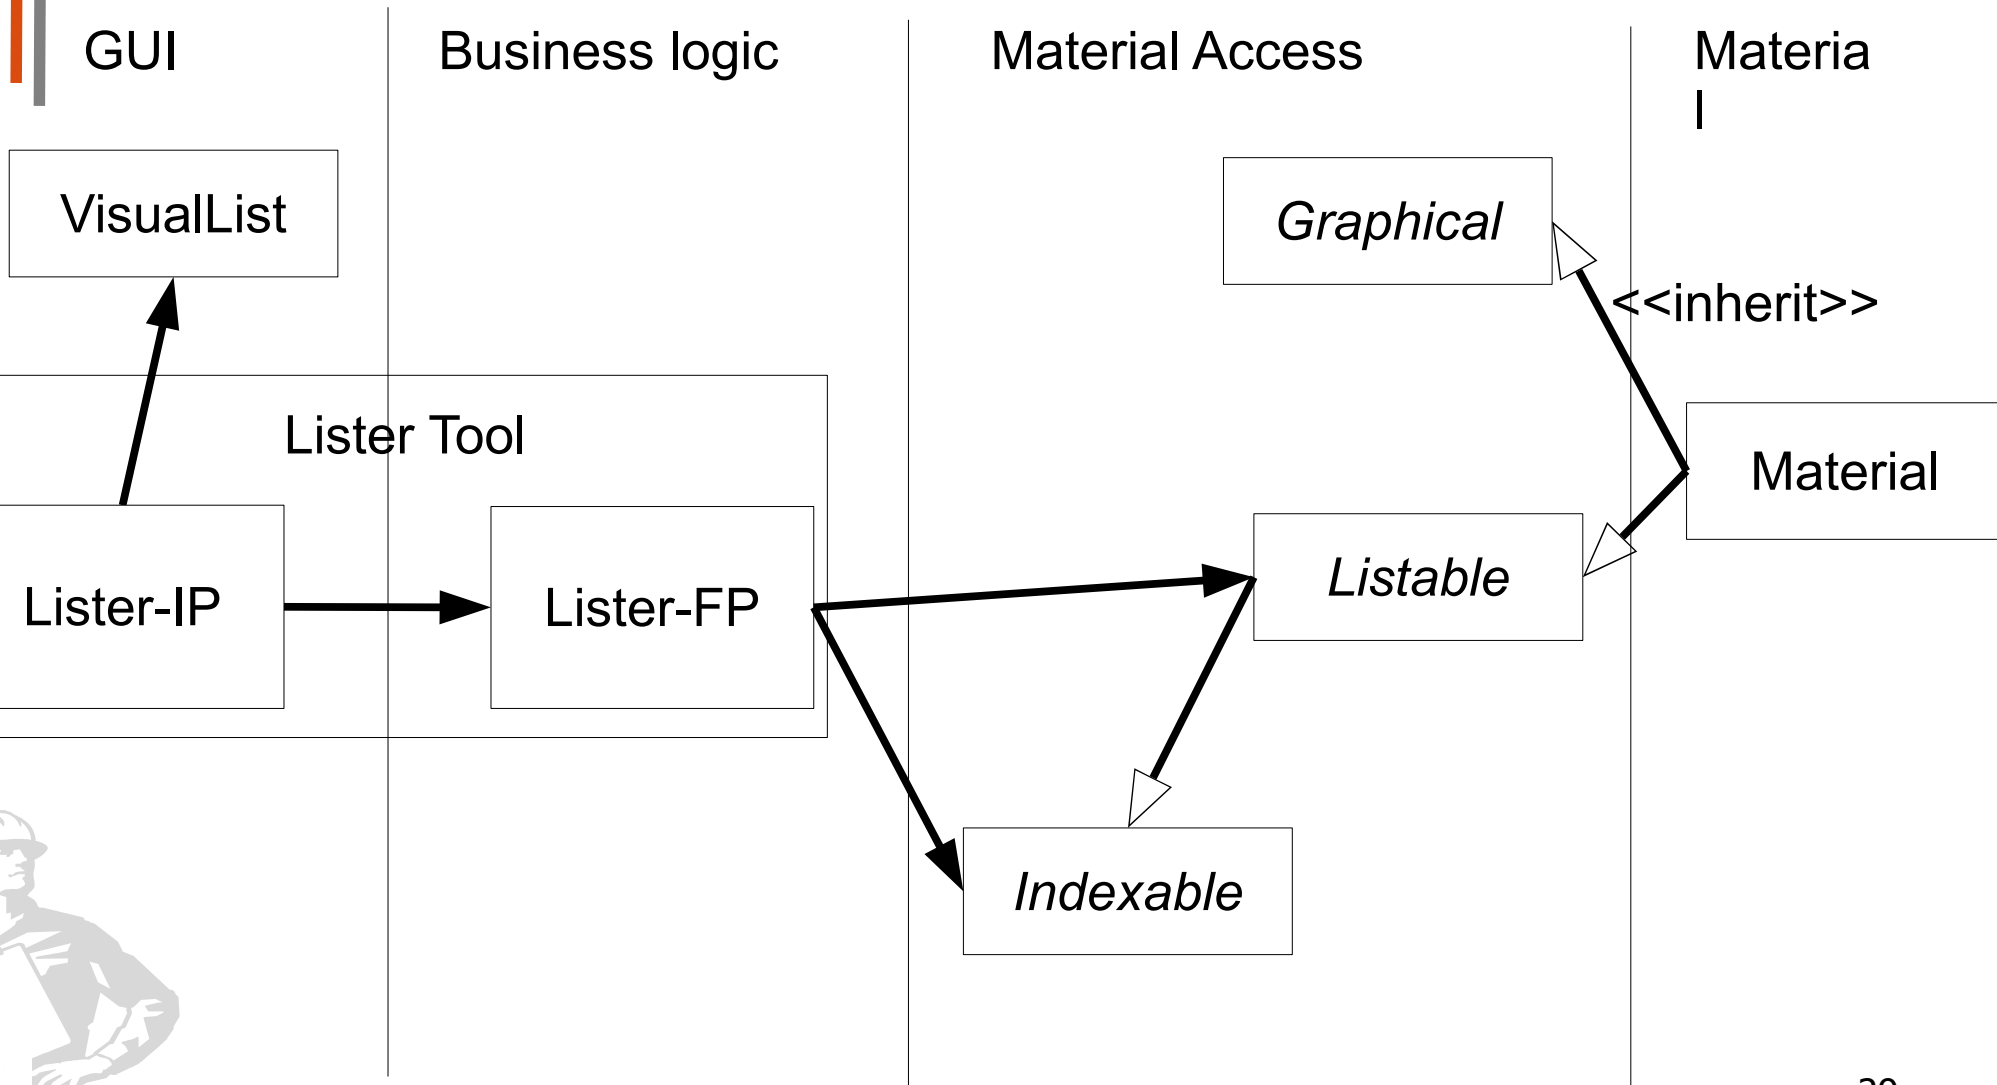 GUI
Business logic
Material Access
Materia
l
VisualList
Graphical
<<inherit>>
Lister Tool
Material
Lister-IP
Lister-FP
Listable
Indexable